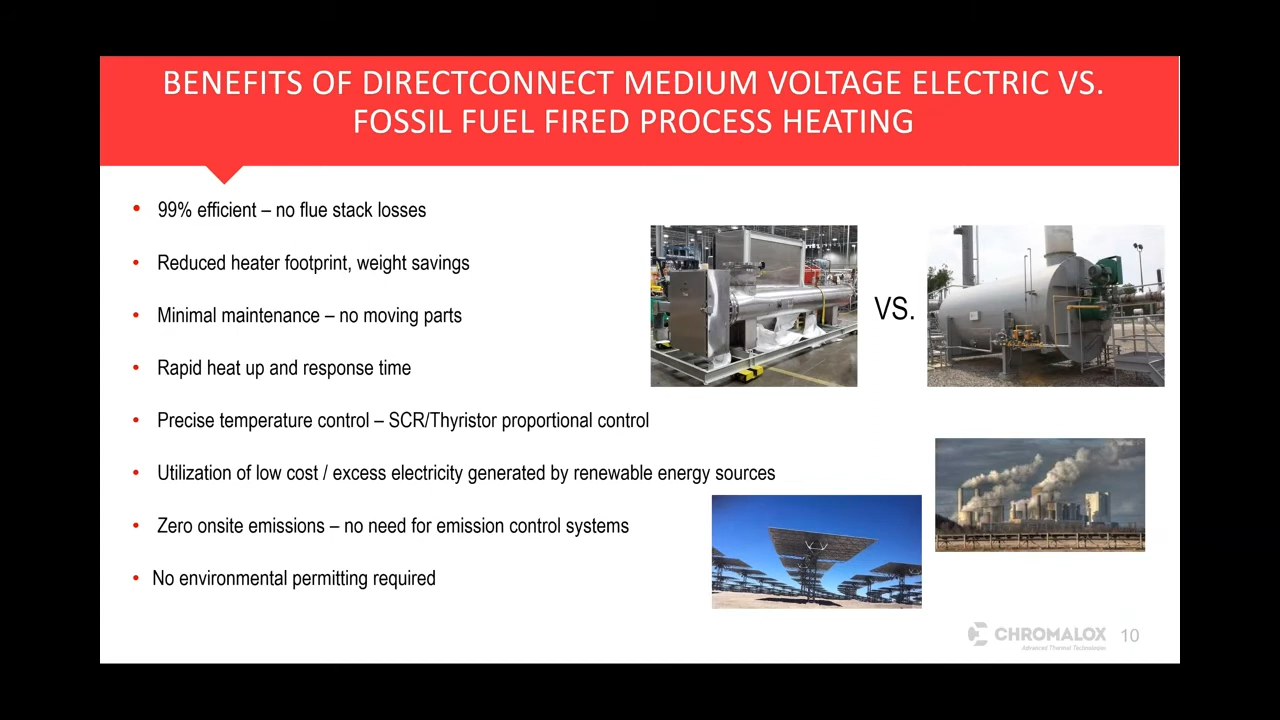 BENEFITS OF DIRECTCONNECT MEDIUM VOLTAGE ELECTRIC VS.
FOSSIL FUEL FIRED PROCESS HEATING
• 99% efficient – no flue stack losses
• Reduced heater footprint, weight savings
• Minimal maintenance – no moving parts
• Rapid heat up and response time
• Precise temperature control – SCR/Thyristor proportional control
• Utilization of low cost / excess electricity generated by renewable energy sources
• Zero onsite emissions – no need for emission control systems
• No environmental permitting required
VS.
CHROMALOX
Advanced Thermal Technologies
10